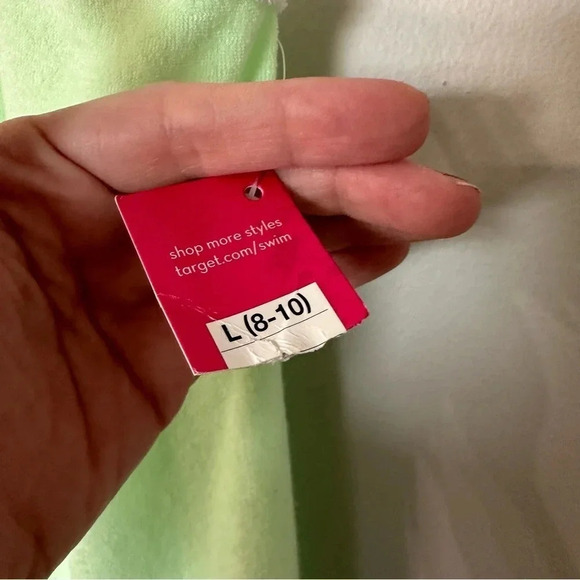 shop more styles
target.com/swim
L (8-10)